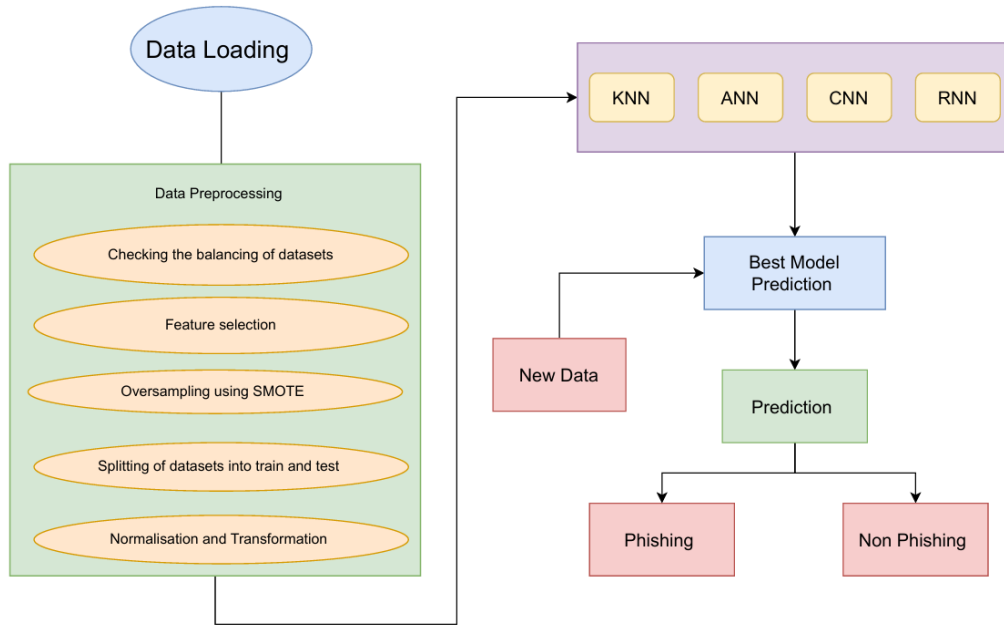 Data Loading
Data Preprocessing
Checking the balancing of datasets
Feature selection
Oversampling using SMOTE
Splitting of datasets into train and test
Normalisation and Transformation
KNN
ANN
CNN
RNN
Best Model
Prediction
New Data
Prediction
Phishing
Non Phishing